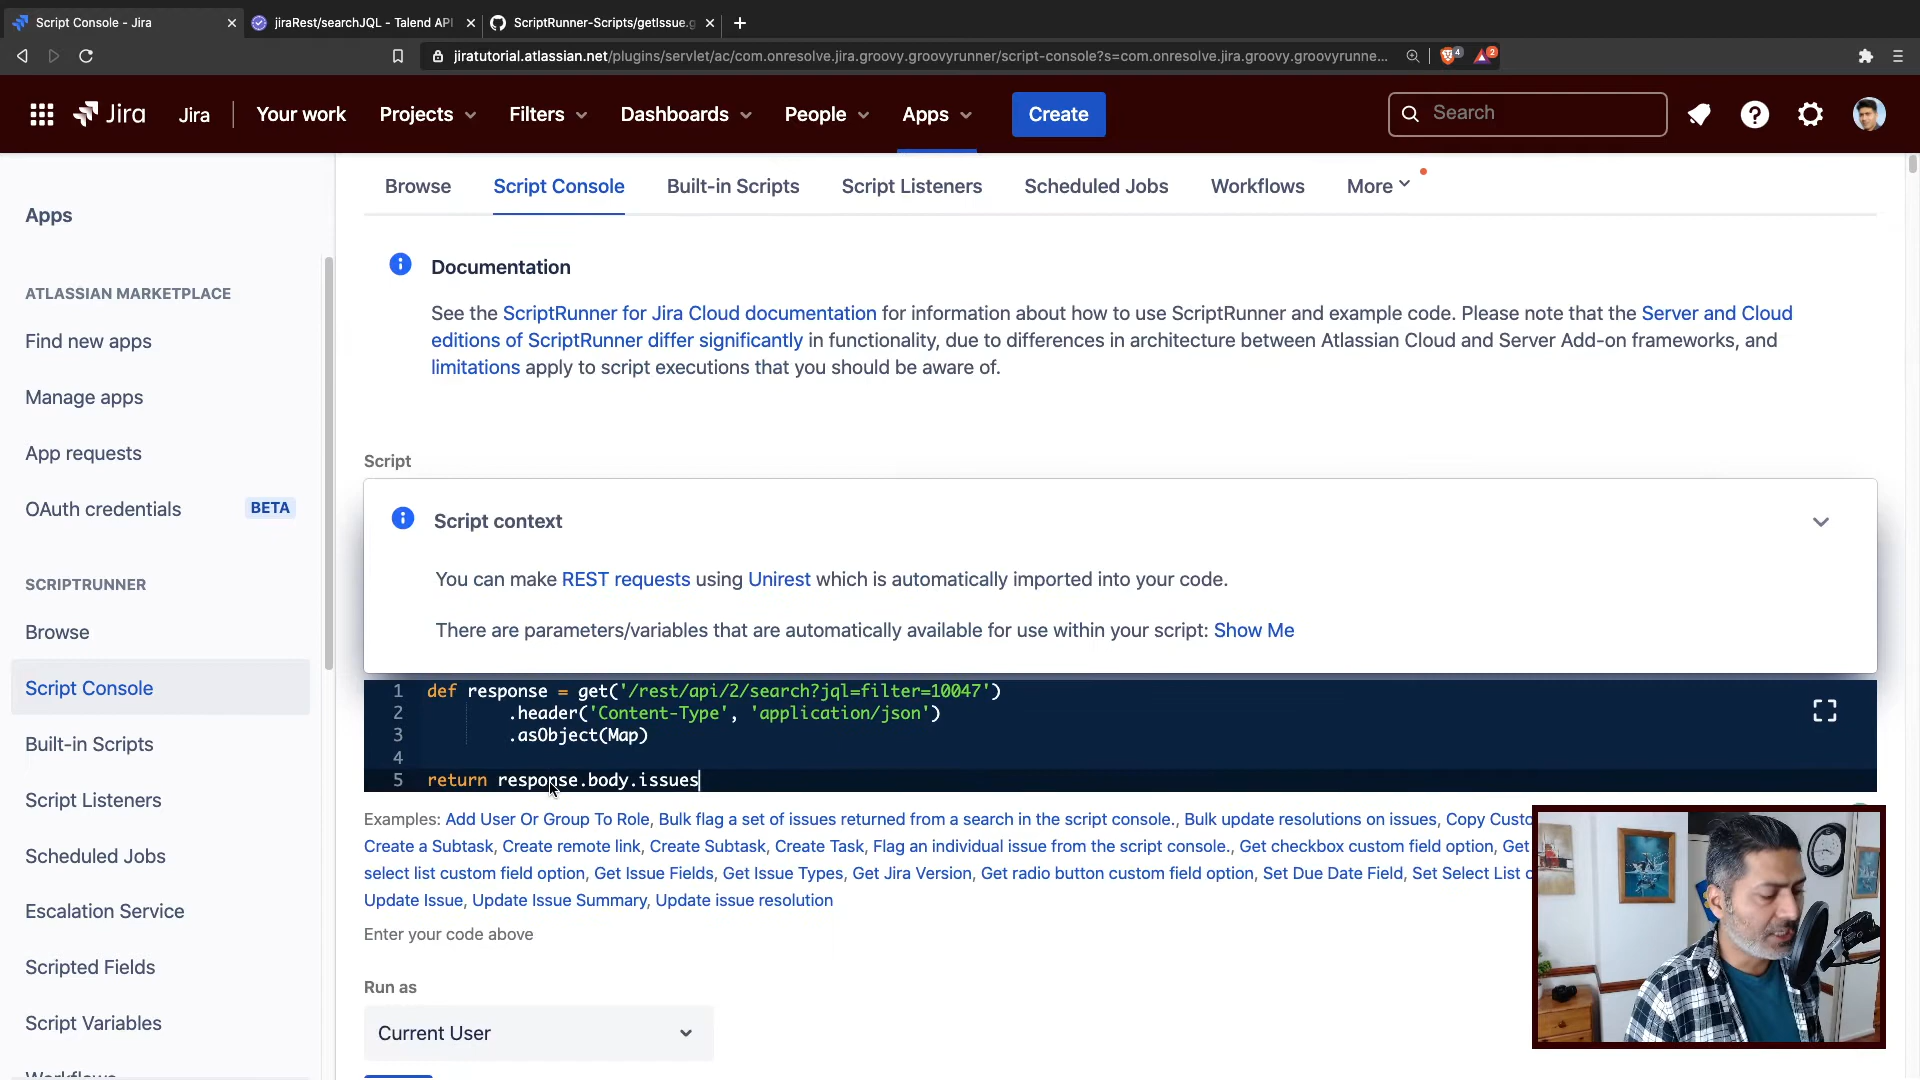 Script Console - Jira
jiraRest/searchJQL - Talend API
ScriptRunner-Scripts/getIssue.g
jiratutorial.atlassian.net/plugins/servlet/ac/com.onresolve.jira.groovy.groovyrunner/script-console?s=com.onresolve.jira.groovy.groovyrunne...
4
2
Jira
Jira
Your work
Projects
Filters
Dashboards
People
Apps
Create
Search
Apps
ATLASSIAN MARKETPLACE
Find new apps
Manage apps
App requests
OAuth credentials BETA
SCRIPTRUNNER
Browse
Script Console
Built-in Scripts
Script Listeners
Scheduled Jobs
Escalation Service
Scripted Fields
Script Variables
Browse
Script Console
Built-in Scripts
Script Listeners
Scheduled Jobs
Workflows
More
Documentation
See the ScriptRunner for Jira Cloud documentation for information about how to use ScriptRunner and example code. Please note that the Server and Cloud
editions of ScriptRunner differ significantly in functionality, due to differences in architecture between Atlassian Cloud and Server Add-on frameworks, and
limitations apply to script executions that you should be aware of.
Script
Script context
You can make REST requests using Unirest which is automatically imported into your code.
There are parameters/variables that are automatically available for use within your script: Show Me
1 def response = get('/rest/api/2/search?jql=filter=10047')
2 .header('Content-Type', 'application/json')
3 .asObject(Map)
4
5 return response.body.issues
Examples: Add User Or Group To Role, Bulk flag a set of issues returned from a search in the script console., Bulk update resolutions on issues, Copy Custo
Create a Subtask, Create remote link, Create Subtask, Create Task, Flag an individual issue from the script console., Get checkbox custom field option, Get
select list custom field option, Get Issue Fields, Get Issue Types, Get Jira Version, Get radio button custom field option, Set Due Date Field, Set Select List
Update Issue, Update Issue Summary, Update issue resolution
Enter your code above
Run as
Current User